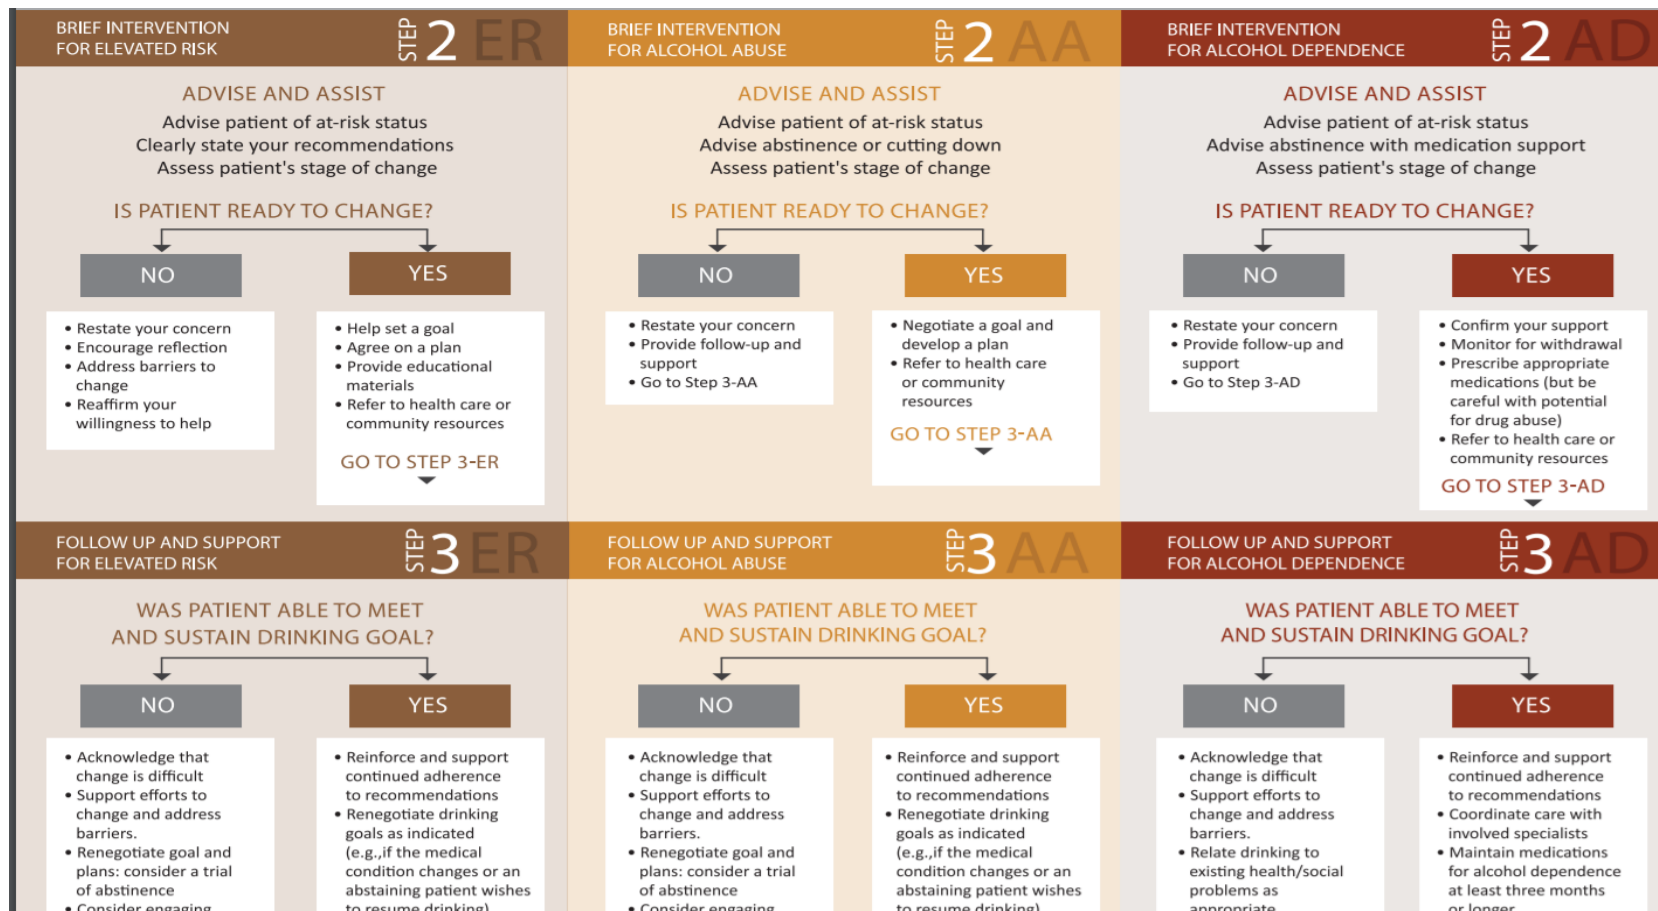 BRIEF INTERVENTION
FOR ELEVATED RISK
STEP 2 ER
ADVISE AND ASSIST
Advise patient of at-risk status
Clearly state your recommendations
Assess patient's stage of change
IS PATIENT READY TO CHANGE?
NO
• Restate your concern
• Encourage reflection
• Address barriers to
change
• Reaffirm your
willingness to help
YES
• Help set a goal
• Agree on a plan
• Provide educational
materials
• Refer to health care or
community resources
GO TO STEP 3-ER
BRIEF INTERVENTION
FOR ALCOHOL ABUSE
STEP 2 AA
ADVISE AND ASSIST
Advise patient of at-risk status
Advise abstinence or cutting down
Assess patient's stage of change
IS PATIENT READY TO CHANGE?
NO
• Restate your concern
• Provide follow-up and
support
• Go to Step 3-AA
YES
• Negotiate a goal and
develop a plan
• Refer to health care
or community
resources
GO TO STEP 3-AA
BRIEF INTERVENTION
FOR ALCOHOL DEPENDENCE
STEP 2 AD
ADVISE AND ASSIST
Advise patient of at-risk status
Advise abstinence with medication support
Assess patient's stage of change
IS PATIENT READY TO CHANGE?
NO
• Restate your concern
• Provide follow-up and
support
• Go to Step 3-AD
YES
• Confirm your support
• Monitor for withdrawal
• Prescribe appropriate
medications (but be
careful with potential
for drug abuse)
• Refer to health care or
community resources
GO TO STEP 3-AD
FOLLOW UP AND SUPPORT
FOR ELEVATED RISK
STEP 3 ER
WAS PATIENT ABLE TO MEET
AND SUSTAIN DRINKING GOAL?
NO
• Acknowledge that
change is difficult
• Support efforts to
change and address
barriers.
• Renegotiate goal and
plans: consider a trial
of abstinence
• Consider engaging
YES
• Reinforce and support
continued adherence
to recommendations
• Renegotiate drinking
goals as indicated
(e.g.,if the medical
condition changes or an
abstaining patient wishes
to resume drinking)
FOLLOW UP AND SUPPORT
FOR ALCOHOL ABUSE
STEP 3 AA
WAS PATIENT ABLE TO MEET
AND SUSTAIN DRINKING GOAL?
NO
• Acknowledge that
change is difficult
• Support efforts to
change and address
barriers.
• Renegotiate goal and
plans: consider a trial
of abstinence
• Consider engaging
YES
• Reinforce and support
continued adherence
to recommendations
• Renegotiate drinking
goals as indicated
(e.g.,if the medical
condition changes or an
abstaining patient wishes
to resume drinking)
FOLLOW UP AND SUPPORT
FOR ALCOHOL DEPENDENCE
STEP 3 AD
WAS PATIENT ABLE TO MEET
AND SUSTAIN DRINKING GOAL?
NO
• Acknowledge that
change is difficult
• Support efforts to
change and address
barriers.
• Relate drinking to
existing health/social
problems as
appropriate
YES
• Reinforce and support
continued adherence
to recommendations
• Coordinate care with
involved specialists
• Maintain medications
for alcohol dependence
at least three months
or longer